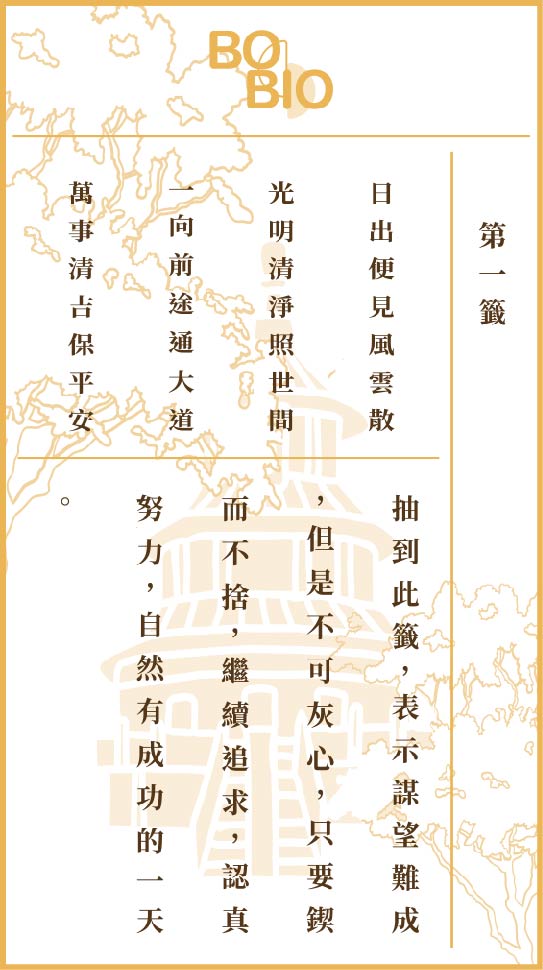 BO
BIO
第一籤
日出便見風雲散
光明清淨照世間
一向前途通大道
萬事清吉保平安
抽到此籤，表示謀望難成
，但是不可灰心，只要鍥
而不捨，繼續追求，認真
努力，自然有成功的一天
。